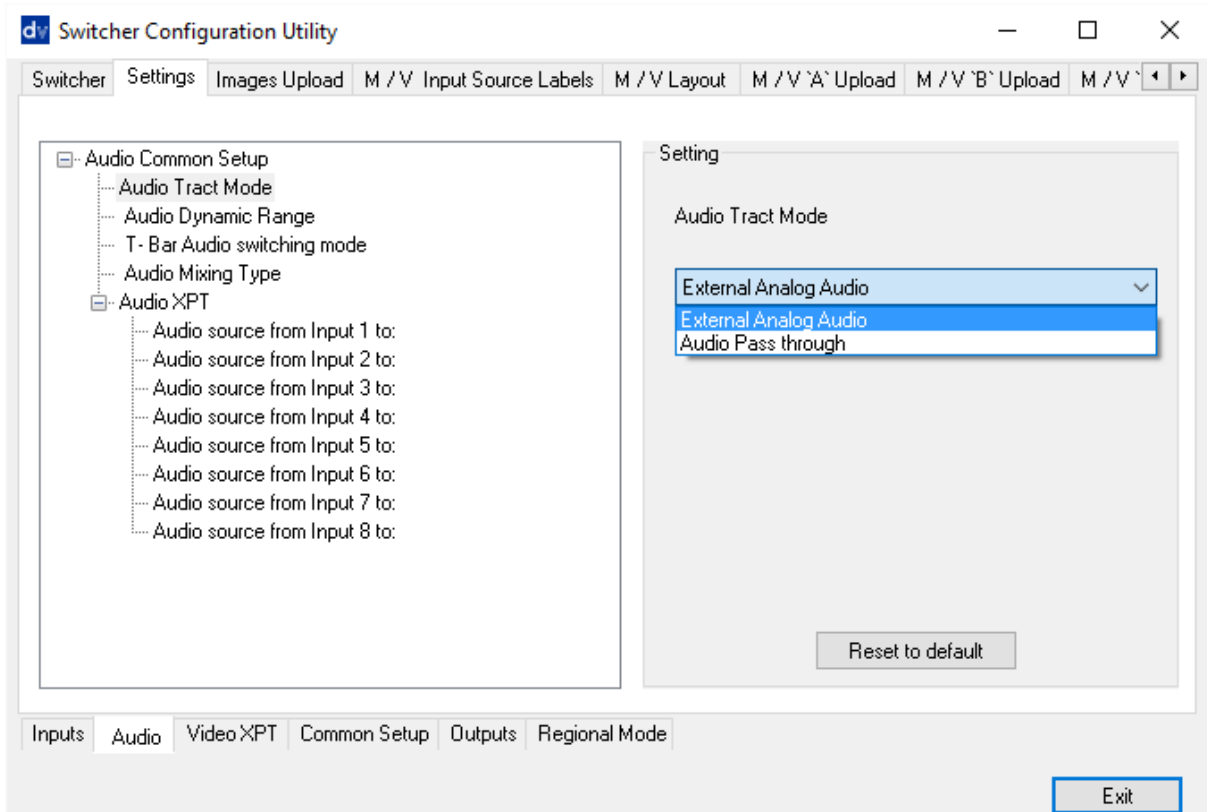 dv Switcher Configuration Utility
Switcher Settings Images Upload M / V Input Source Labels M / V Layout M / V `A` Upload M / V `B` Upload M / V `
Audio Common Setup
Audio Tract Mode
Audio Dynamic Range
T- Bar Audio switching mode
Audio Mixing Type
Audio XPT
Audio source from Input 1 to:
Audio source from Input 2 to:
Audio source from Input 3 to:
Audio source from Input 4 to:
Audio source from Input 5 to:
Audio source from Input 6 to:
Audio source from Input 7 to:
Audio source from Input 8 to:
Setting
Audio Tract Mode
External Analog Audio
External Analog Audio
Audio Pass through
Reset to default
Inputs Audio Video XPT Common Setup Outputs Regional Mode
Exit